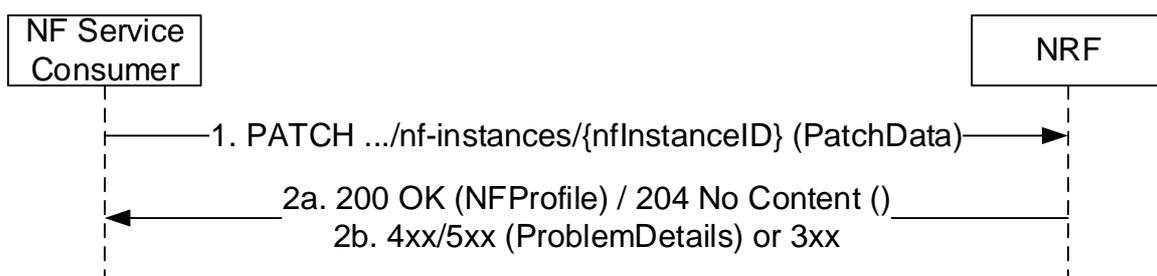 NF Service
Consumer
NRF
1. PATCH .../nf-instances/{nfInstanceID} (PatchData)
2a. 200 OK (NFProfile) / 204 No Content ()
2b. 4xx/5xx (ProblemDetails) or 3xx